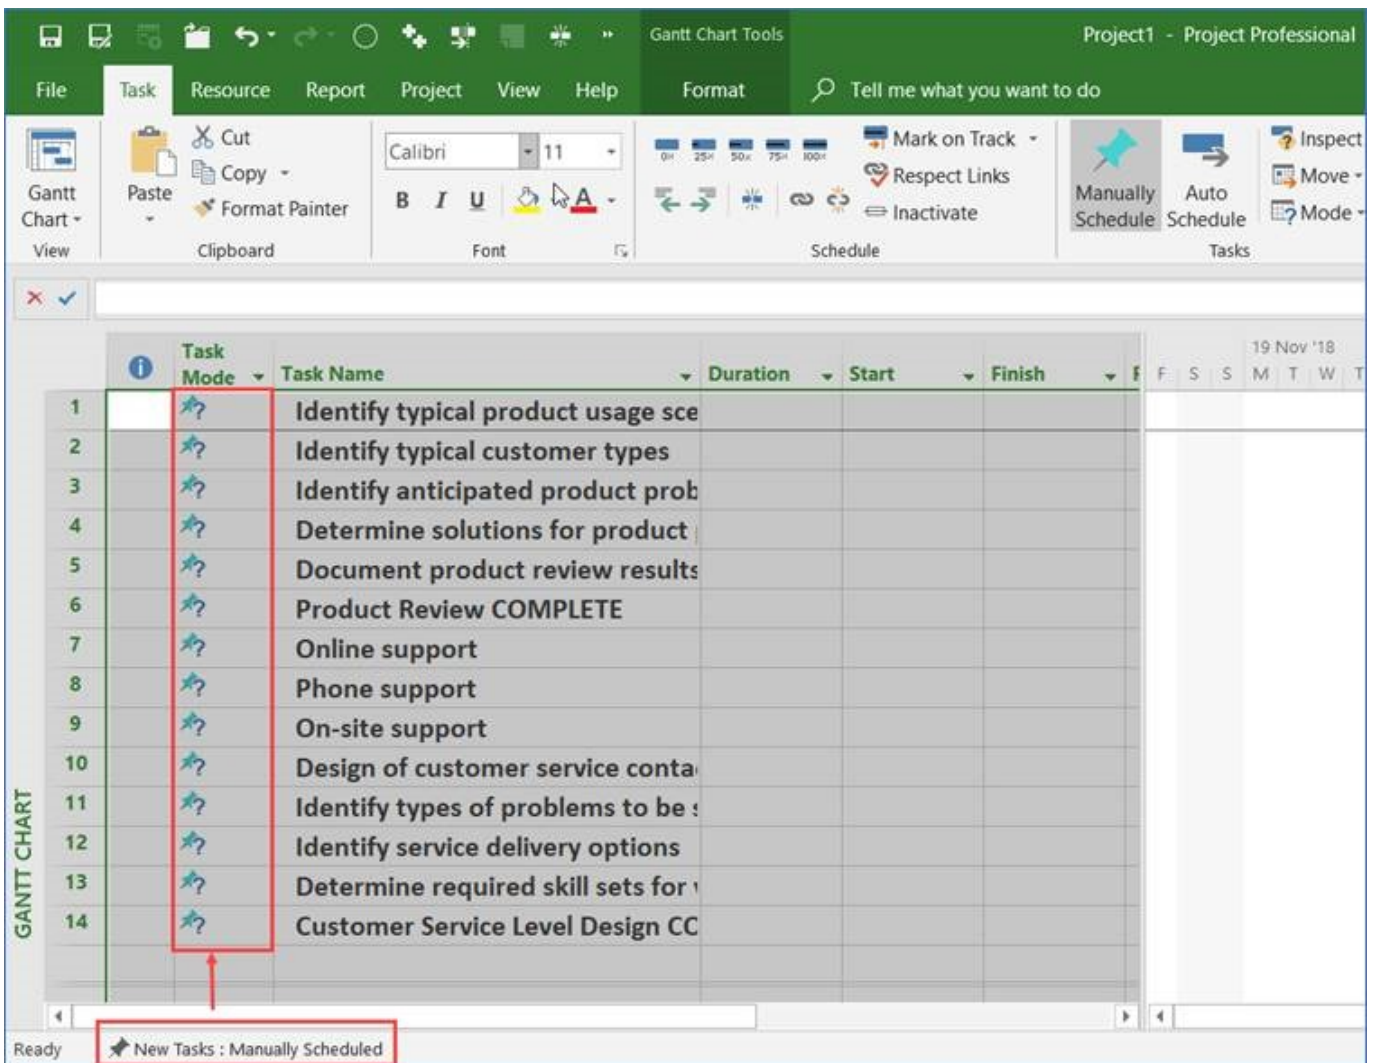 Gantt Chart Tools
Project1 - Project Professional
File Task Resource Report Project View Help Format Tell me what you want to do
Gantt Chart
View
Paste
Cut
Copy
Format Painter
Clipboard
Calibri 11
B I U A
Font
0% 25% 50% 75% 100%
Mark on Track
Respect Links
Inactivate
Schedule
Manually Schedule
Auto Schedule
Inspect
Move
Mode
Tasks
Task Mode Task Name Duration Start Finish
19 Nov '18
F S S M T W T
1 Identify typical product usage sce
2 Identify typical customer types
3 Identify anticipated product prob
4 Determine solutions for product
5 Document product review results
6 Product Review COMPLETE
7 Online support
8 Phone support
9 On-site support
10 Design of customer service conta
11 Identify types of problems to be s
12 Identify service delivery options
13 Determine required skill sets for
14 Customer Service Level Design CO
GANTT CHART
Ready New Tasks : Manually Scheduled